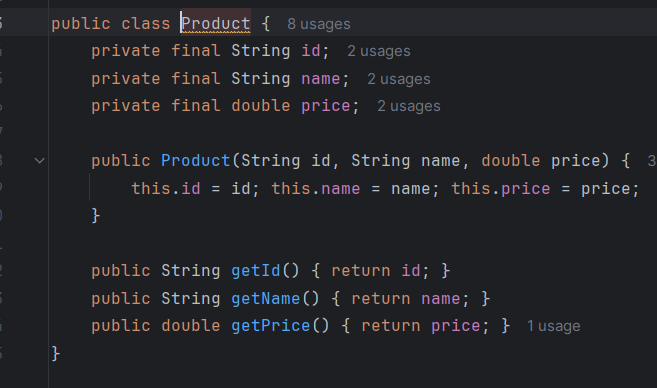 public class Product { 8 usages
private final String id; 2 usages
private final String name; 2 usages
private final double price; 2 usages
public Product(String id, String name, double price) { 3
this.id = id; this.name = name; this.price = price;
}
public String getId() { return id; }
public String getName() { return name; }
public double getPrice() { return price; } 1 usage
}